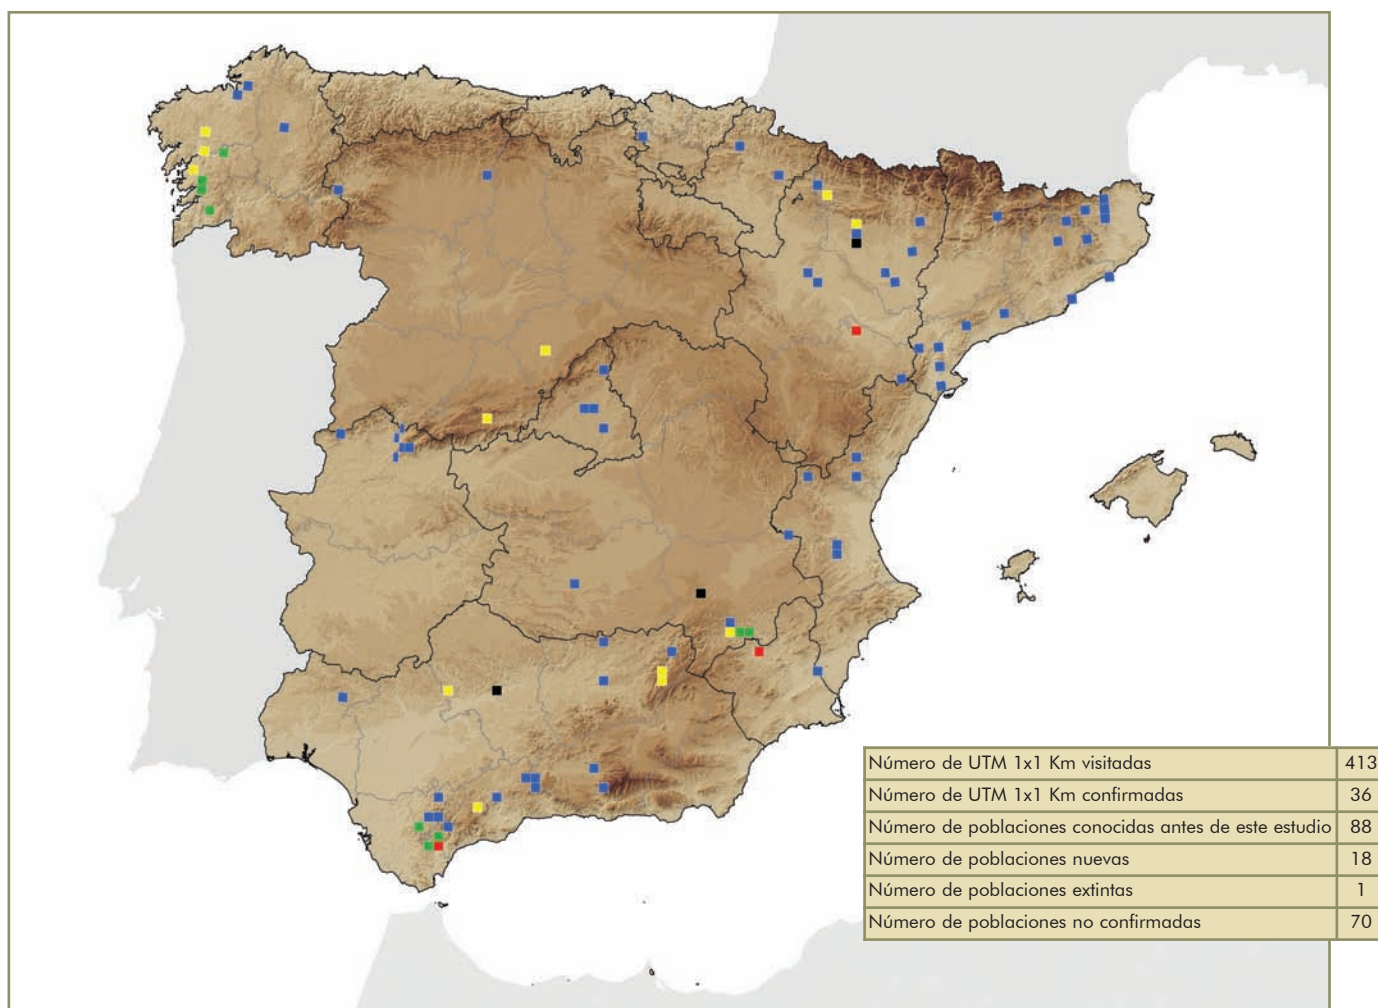 Número de UTM 1x1 Km visitadas 413
Número de UTM 1x1 Km confirmadas 36
Número de poblaciones conocidas antes de este estudio 88
Número de poblaciones nuevas 18
Número de poblaciones extintas 1
Número de poblaciones no confirmadas 70